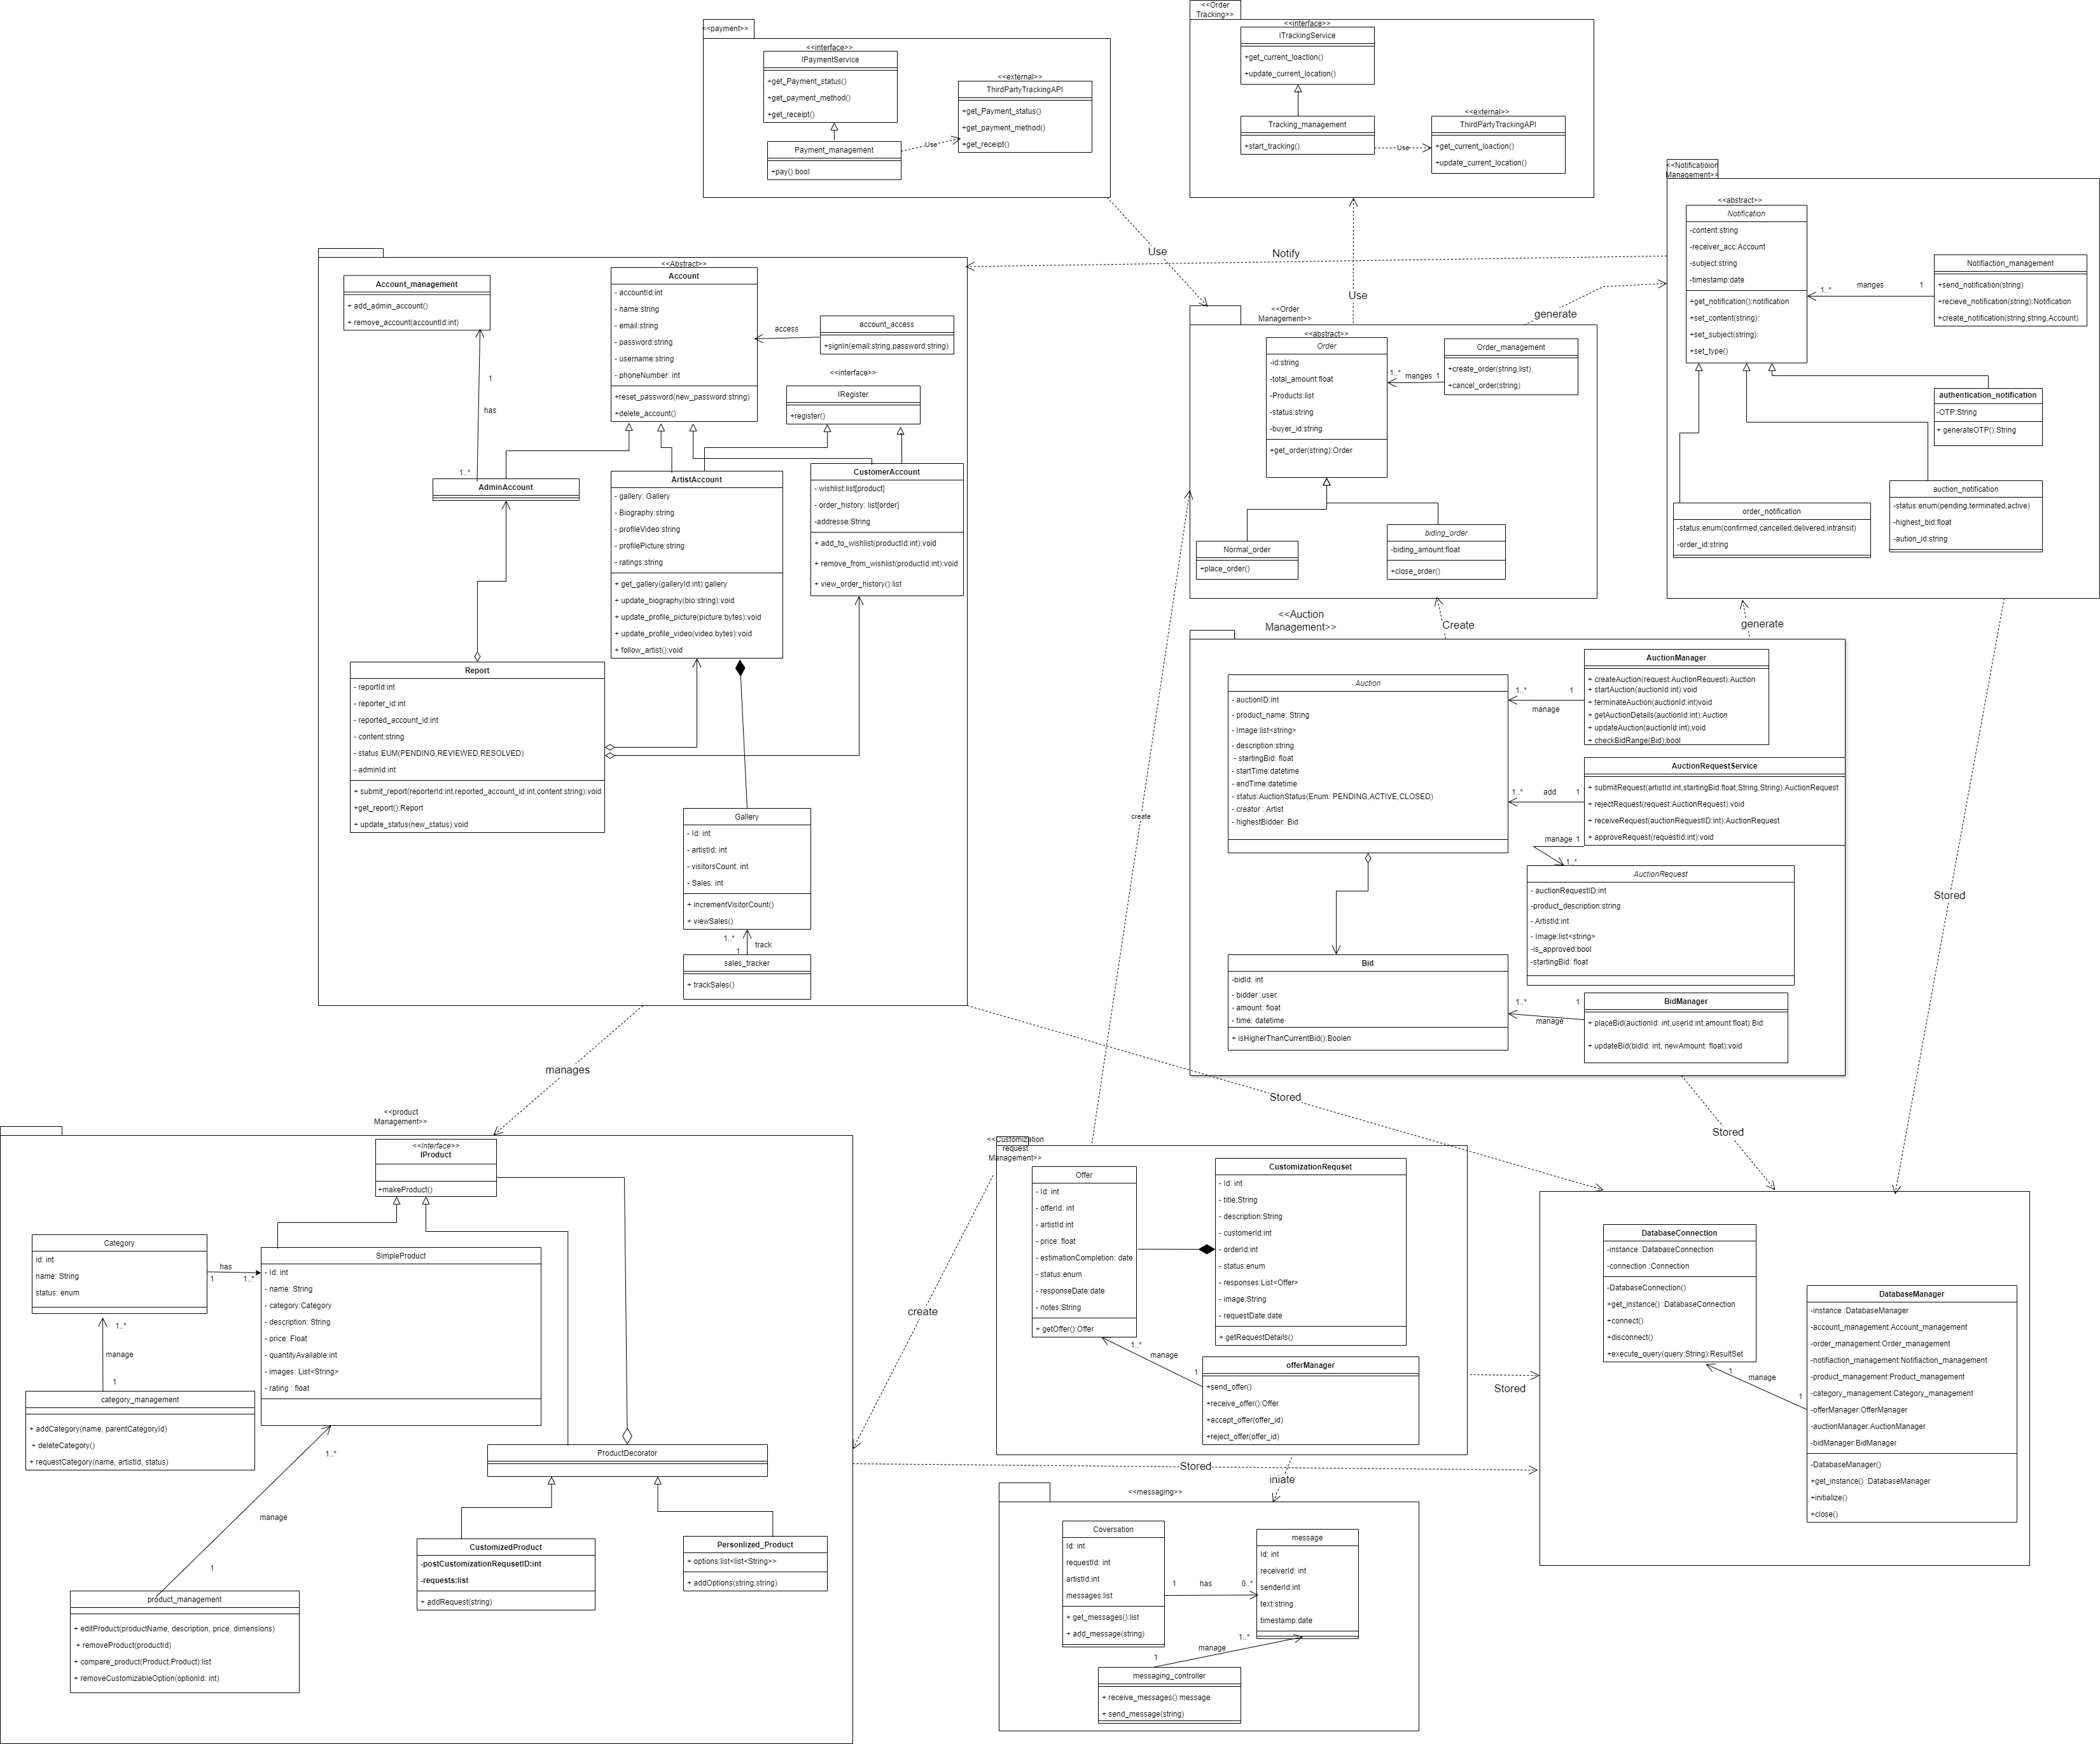 <<payment>>
<<interface>>
IPaymentService
+get_Payment_status()
+get_payment_method()
+get_receipt()
<<external>>
ThirdPartyTrackingAPI
+get_Payment_status()
+get_payment_method()
+get_receipt()
Payment_management
+pay():bool
Use
<<Order
Tracking>>
<<interface>>
ITrackingService
+get_current_loaction()
+update_current_location()
Tracking_management
+start_tracking()
Use
<<external>>
ThirdPartyTrackingAPI
+get_current_loaction()
+update_current_location()
<<Notificatioion
Management>>
<<abstract>>
Notification
-content:string
-receiver_acc:Account
-subject:string
-timestamp:date
+get_notification():notification
+set_content(string):
+set_subject(string):
+set_type()
1..*
manges
1
Notifiaction_management
+send_notification(string)
+recieve_notification(string):Notification
+create_notification(string,string,Account)
authentication_notification
-OTP:String
+ generateOTP():String
auction_notification
-status:enum(pending,terminated,active)
-highest_bid:float
-aution_id:string
order_notification
-status:enum(confirmed,cancelled,delivered,intransit)
-order_id:string
Use
Notify
Use
generate
<<Abstract>>
Account
- accountId:int
- name:string
- email:string
- password:string
- username:string
- phoneNumber: int
+reset_password(new_password:string)
+delete_account()
Account_management
+ add_admin_account()
+ remove_account(accountId:int)
1
has
1..*
access
account_access
+signIn(email:string,password:string)
<<interface>>
IRegister
+register()
AdminAccount
ArtistAccount
- gallery: Gallery
- Biography:string
- profileVideo:string
- profilePicture:string
- ratings:string
+ get_gallery(galleryId:int):gallery
+ update_biography(bio:string):void
+ update_profile_picture(picture:bytes):void
+ update_profile_video(video:bytes):void
+ follow_artist():void
CustomerAccount
- wishlist:list[product]
- order_history: list[order]
-addresse:String
+ add_to_wishlist(productId:int):void
+ remove_from_wishlist(productId:int):void
+ view_order_history():list
Report
- reportId:int
- reporter_id:int
- reported_account_id:int
- content:string
- status:EUM(PENDING,REVIEWED,RESOLVED)
- adminId:int
+ submit_report(reporterId:int,reported_account_id:int,content:string):void
+get_report():Report
+ update_status(new_status):void
Gallery
- Id: int
- artistId: int
- visitorsCount: int
- Sales: int
+ incrementVisitorCount()
+ viewSales()
1..*
1
track
sales_tracker
+ trackSales()
<<Order
Management>>
<<abstract>>
Order
-id:string
-total_amount:float
-Products:list
-status:string
-buyer_id:string
+get_order(string):Order
1..*
manges
1
Order_management
+create_order(string,list)
+cancel_order(string)
Normal_order
+place_order()
biding_order
-biding_amount:float
+close_order()
Create
generate
<<Auction
Management>>
Auction
- auctionID:int
- product_name: String
- Image:list<string>
- description:string
- startingBid: float
- startTime:datetime
- endTime:datetime
- status:AuctionStatus(Enum: PENDING,ACTIVE,CLOSED)
- creator : Artist
- highestBidder: Bid
1..*
1
manage
AuctionManager
+ createAuction(request:AuctionRequest):Auction
+ startAuction(auctionId:int):void
+ terminateAuction(auctionId:int)void
+ getAuctionDetails(auctionId:int):Auction
+ updateAuction(auctionId:int);void
+ checkBidRange(Bid);bool
1..*
add
1
AuctionRequestService
+ submitRequest(artistId:int,startingBid:float,String,String):AuctionRequest
+ rejectRequest(request:AuctionRequest):void
+ receiveRequest(auctionRequestID:int):AuctionRequest
+ approveRequest(requestId:int):void
manage
1
1..*
AuctionRequest
- auctionRequestID:int
-product_description:string
- ArtistId:int
- Image:list<string>
-is_approved:bool
-startingBid: float
Bid
-bidId: int
- bidder :user
- amount: float
- time: datetime
+ isHigherThanCurrentBid():Boolen
1..*
1
manage
BidManager
+ placeBid(auctionId: int,userId:int,amount:float):Bid
+ updateBid(bidId: int, newAmount: float):void
create
Stored
manages
Stored
Stored
<<product
Management>>
<<interface>>
IProduct
+makeProduct()
Category
id: int
name: String
status: enum
has
1
1..*
SimpleProduct
- Id: int
- name: String
- category:Category
- description: String
- price: Float
- quantityAvailable:int
- images: List<String>
- rating : float
1..*
manage
1
category_management
+ addCategory(name, parentCategoryId)
+ deleteCategory()
+ requestCategory(name, artistId, status)
1..*
manage
1
product_management
+ editProduct(productName, description, price, dimensions)
+ removeProduct(productId)
+ compare_product(Product,Product):list
+ removeCustomizableOption(optionId: int)
ProductDecorator
CustomizedProduct
-postCustomizationRequsetID:int
-requests:list
+ addRequest(string)
Personlized_Product
+ options:list<list<String>>
+ addOptions(string,string)
create
<<Customization
request
Management>>
Offer
- Id: int
- offerId: int
- artistId:int
- price: float
- estimationCompletion: date
- status:enum
- responseDate:date
- notes:String
+ getOffer():Offer
CustomizationRequset
- Id: int
- title:String
- description:String
- customerId:int
- orderId:int
- status:enum
- responses:List<Offer>
- image:String
- requestDate:date
+ getRequestDetails()
1..*
manage
1
offerManager
+send_offer()
+receive_offer():Offer
+accept_offer(offer_id)
+reject_offer(offer_id)
Stored
Stored
iniate
<<messaging>>
Coversation
Id: int
requestId: int
artistId:int
messages:list
+ get_messages():list
+ add_message(string)
1
has
0..*
message
Id: int
receiverId: int
senderId:int
text:string
timestamp:date
1..*
manage
1
messaging_controller
+ receive_messages():message
+ send_message(string)
DatabaseConnection
-instance :DatabaseConnection
-connection :Connection
-DatabaseConnection()
+get_instance() :DatabaseConnection
+connect()
+disconnect()
+execute_query(query:String):ResultSet
1
manage
1
DatabaseManager
-instance :DatabaseManager
-account_management:Account_management
-order_management:Order_management
-notifiaction_management:Notifiaction_management
-product_management:Product_management
-category_management:Category_management
-offerManager:OfferManager
-auctionManager:AuctionManager
-bidManager:BidManager
-DatabaseManager()
+get_instance() :DatabaseManager
+initialize()
+close()